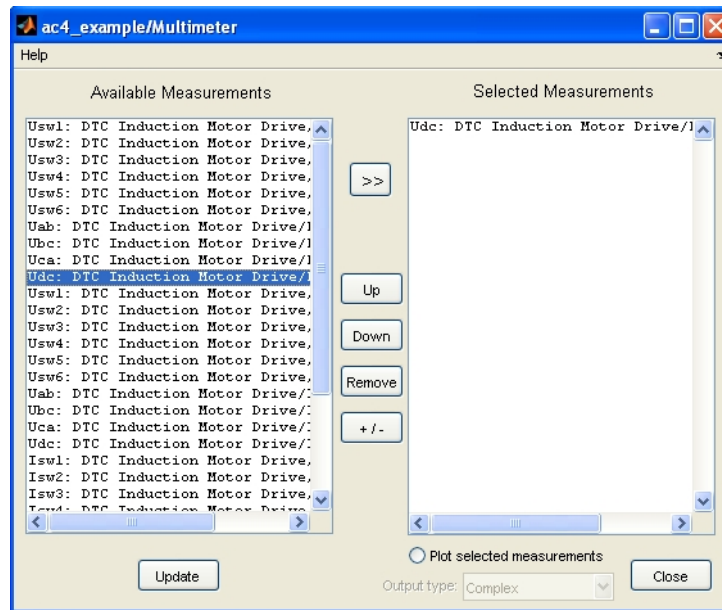 ac4_example/Multimeter
Help
Available Measurements
Selected Measurements
Usw1: DTC Induction Motor Drive,
Usw2: DTC Induction Motor Drive,
Usw3: DTC Induction Motor Drive,
Usw4: DTC Induction Motor Drive,
Usw5: DTC Induction Motor Drive,
Usw6: DTC Induction Motor Drive,
Uab: DTC Induction Motor Drive/
Ubc: DTC Induction Motor Drive/
Uca: DTC Induction Motor Drive/
Udc: DTC Induction Motor Drive/
Usw1: DTC Induction Motor Drive,
Usw2: DTC Induction Motor Drive,
Usw3: DTC Induction Motor Drive,
Usw4: DTC Induction Motor Drive,
Usw5: DTC Induction Motor Drive,
Usw6: DTC Induction Motor Drive,
Uab: DTC Induction Motor Drive/
Ubc: DTC Induction Motor Drive/
Uca: DTC Induction Motor Drive/
Udc: DTC Induction Motor Drive/
Isw1: DTC Induction Motor Drive,
Isw2: DTC Induction Motor Drive,
Isw3: DTC Induction Motor Drive,
Isw4: DTC Induction Motor Drive
>>
Up
Down
Remove
+ / -
Udc: DTC Induction Motor Drive/
Update
Plot selected measurements
Output type: Complex
Close